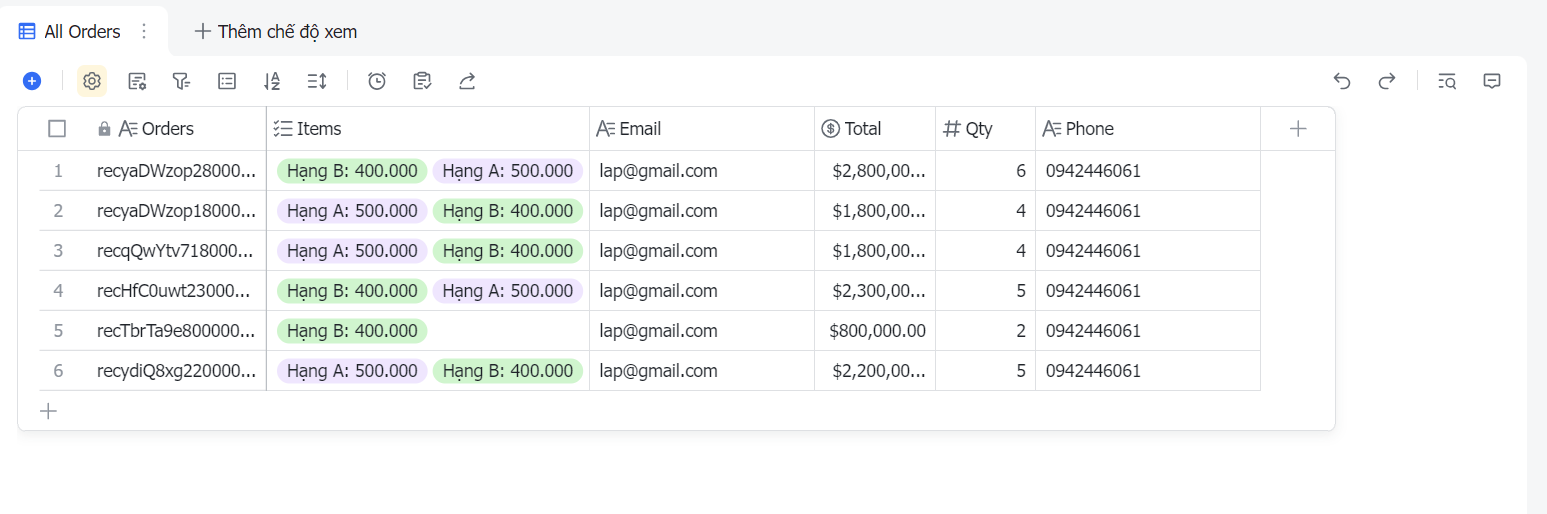 All Orders Thêm chế độ xem
Orders Items Email Total Qty Phone
1 recyaDWzop28000... Hạng B: 400.000 Hạng A: 500.000 lap@gmail.com $2,800,00... 6 0942446061
2 recyaDWzop18000... Hạng A: 500.000 Hạng B: 400.000 lap@gmail.com $1,800,00... 4 0942446061
3 recqQwYtv718000... Hạng A: 500.000 Hạng B: 400.000 lap@gmail.com $1,800,00... 4 0942446061
4 recHfC0uwt23000... Hạng B: 400.000 Hạng A: 500.000 lap@gmail.com $2,300,00... 5 0942446061
5 recTbrTa9e800000... Hạng B: 400.000 lap@gmail.com $800,000.00 2 0942446061
6 recydiQ8xg220000... Hạng A: 500.000 Hạng B: 400.000 lap@gmail.com $2,200,00... 5 0942446061